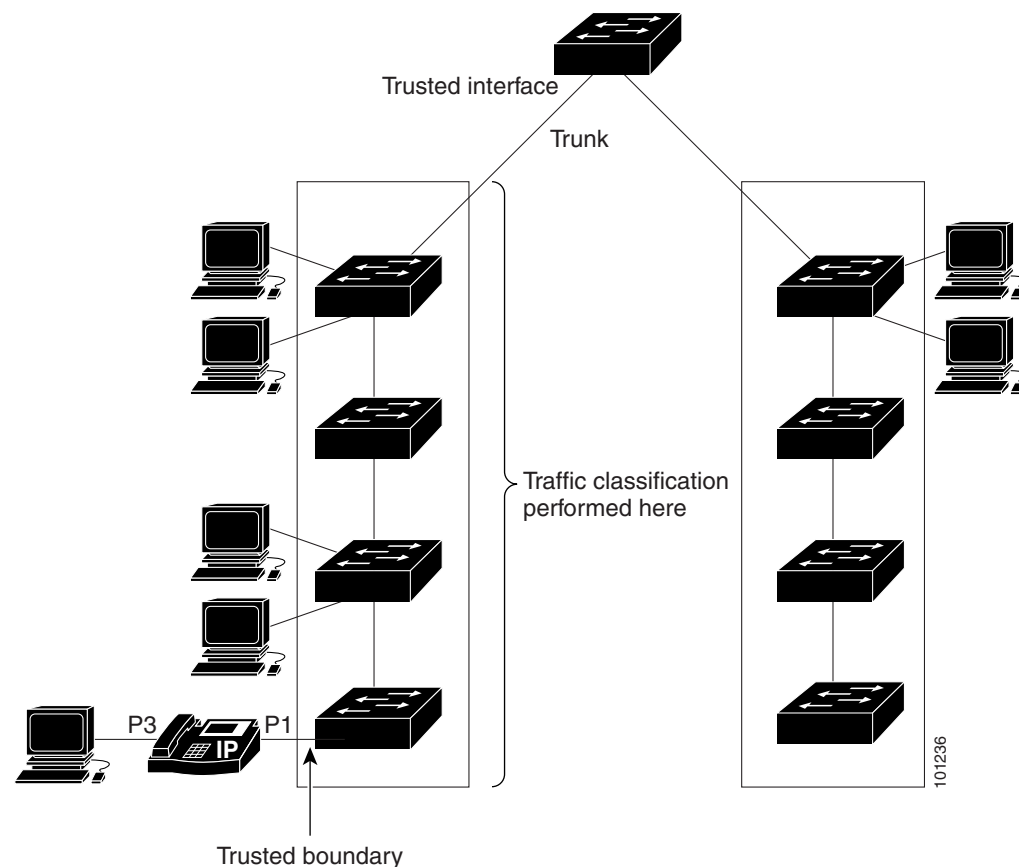 Trusted interface
Trunk
Traffic classification
performed here
P3
IP
P1
101236
Trusted boundary